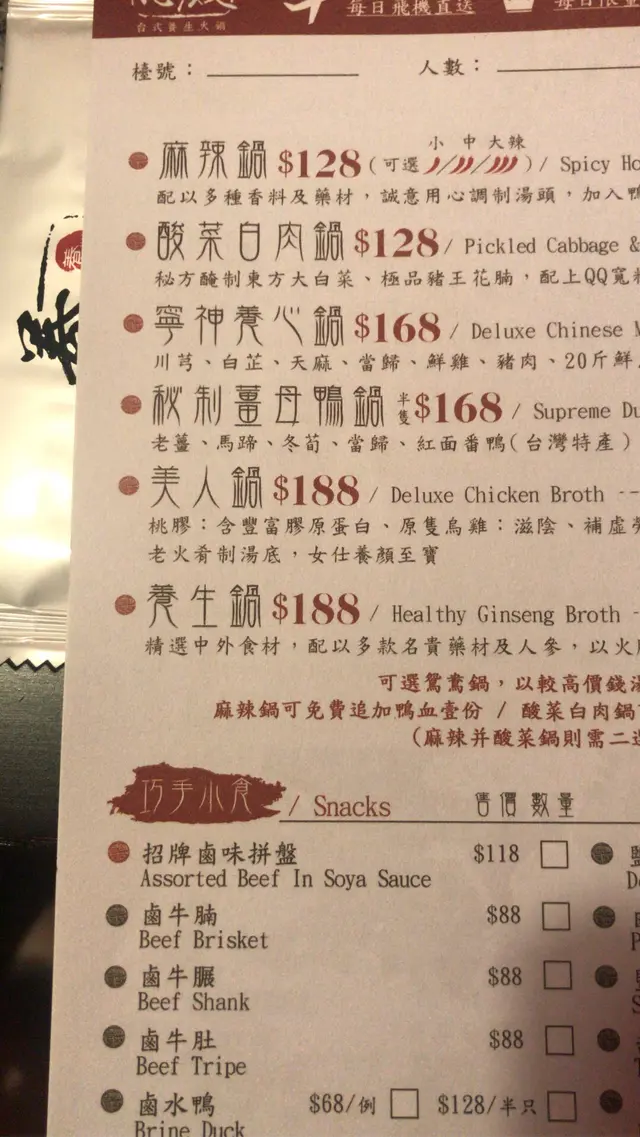 台式養生火鍋
每日飛機直送
檯號：
人數：
小 中 大辣
麻辣鍋 $128 (可選 / / ) / Spicy Ho
配以多種香料及藥材，誠意用心調制湯頭，加入鴨
酸菜白肉鍋 $128 / Pickled Cabbage &
秘方醃制東方大白菜、極品豬王花腩，配上QQ寬粉
寧神養心鍋 $168 / Deluxe Chinese
川芎、白芷、天麻、當歸、鮮雞、豬肉、20斤鮮
秘制薑母鴨鍋 半隻 $168 / Supreme Du
老薑、馬蹄、冬荀、當歸、紅面番鴨(台灣特產)
美人鍋 $188 / Deluxe Chicken Broth --
桃膠：含豐富膠原蛋白、原隻烏雞：滋陰、補虛勞
老火肴制湯底，女仕養顏至寶
養生鍋 $188 / Healthy Ginseng Broth -
精選中外食材，配以多款名貴藥材及人參，以火
可選鴛鴦鍋，以較高價錢湯
麻辣鍋可免費追加鴨血壹份 / 酸菜白肉鍋
(麻辣并酸菜鍋則需二選
巧手小食 / Snacks 售價 數量
招牌鹵味拼盤 $118
Assorted Beef In Soya Sauce
鹵牛腩 $88
Beef Brisket
鹵牛腱 $88
Beef Shank
鹵牛肚 $88
Beef Tripe
鹵水鴨 $68/例 $128/半只
Brine Duck